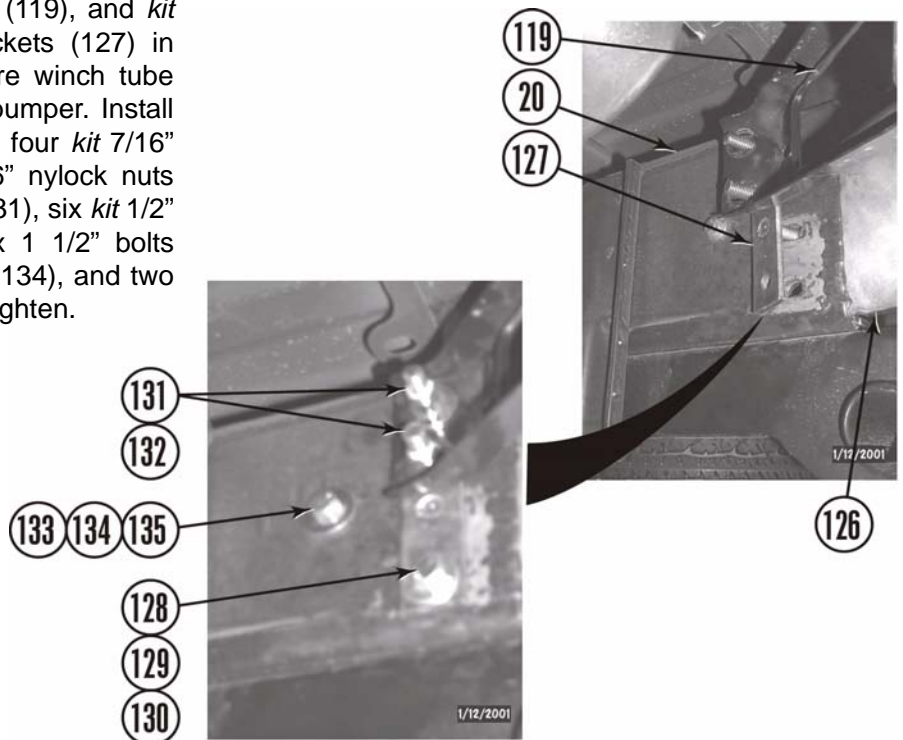 (119), and kit
ckets (127) in
re winch tube
bumper. Install
four kit 7/16”
6” nylock nuts
31), six kit 1/2”
x 1 1/2” bolts
134), and two
ghten.
119
20
127
1/12/2001
126
131
132
133 134 135
128
129
130
1/12/2001